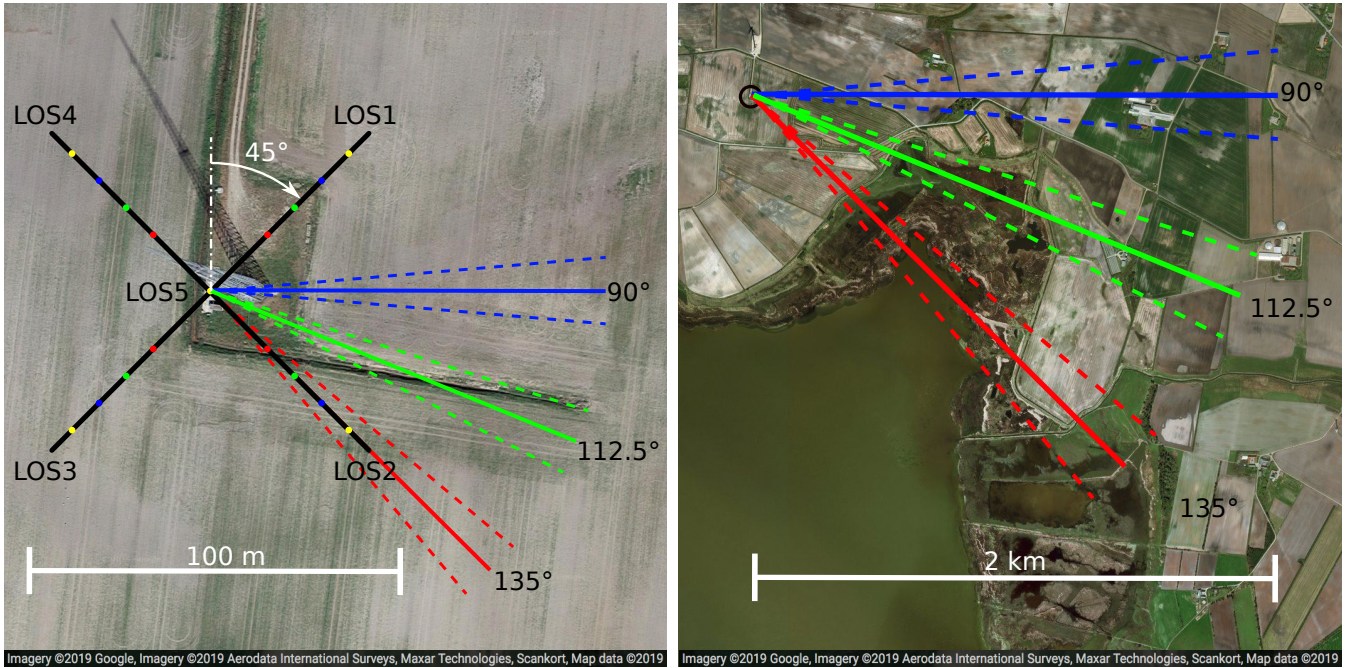 LOS4
LOS1
45°
LOS5
90°
112.5°
LOS3
LOS2
100 m
135°
Imagery ©2019 Google, Imagery ©2019 Aerodata International Surveys, Maxar Technologies, Scankort, Map data ©2019
90°
112.5°
135°
2 km
Imagery ©2019 Google, Imagery ©2019 Aerodata International Surveys, Maxar Technologies, Scankort, Map data ©2019